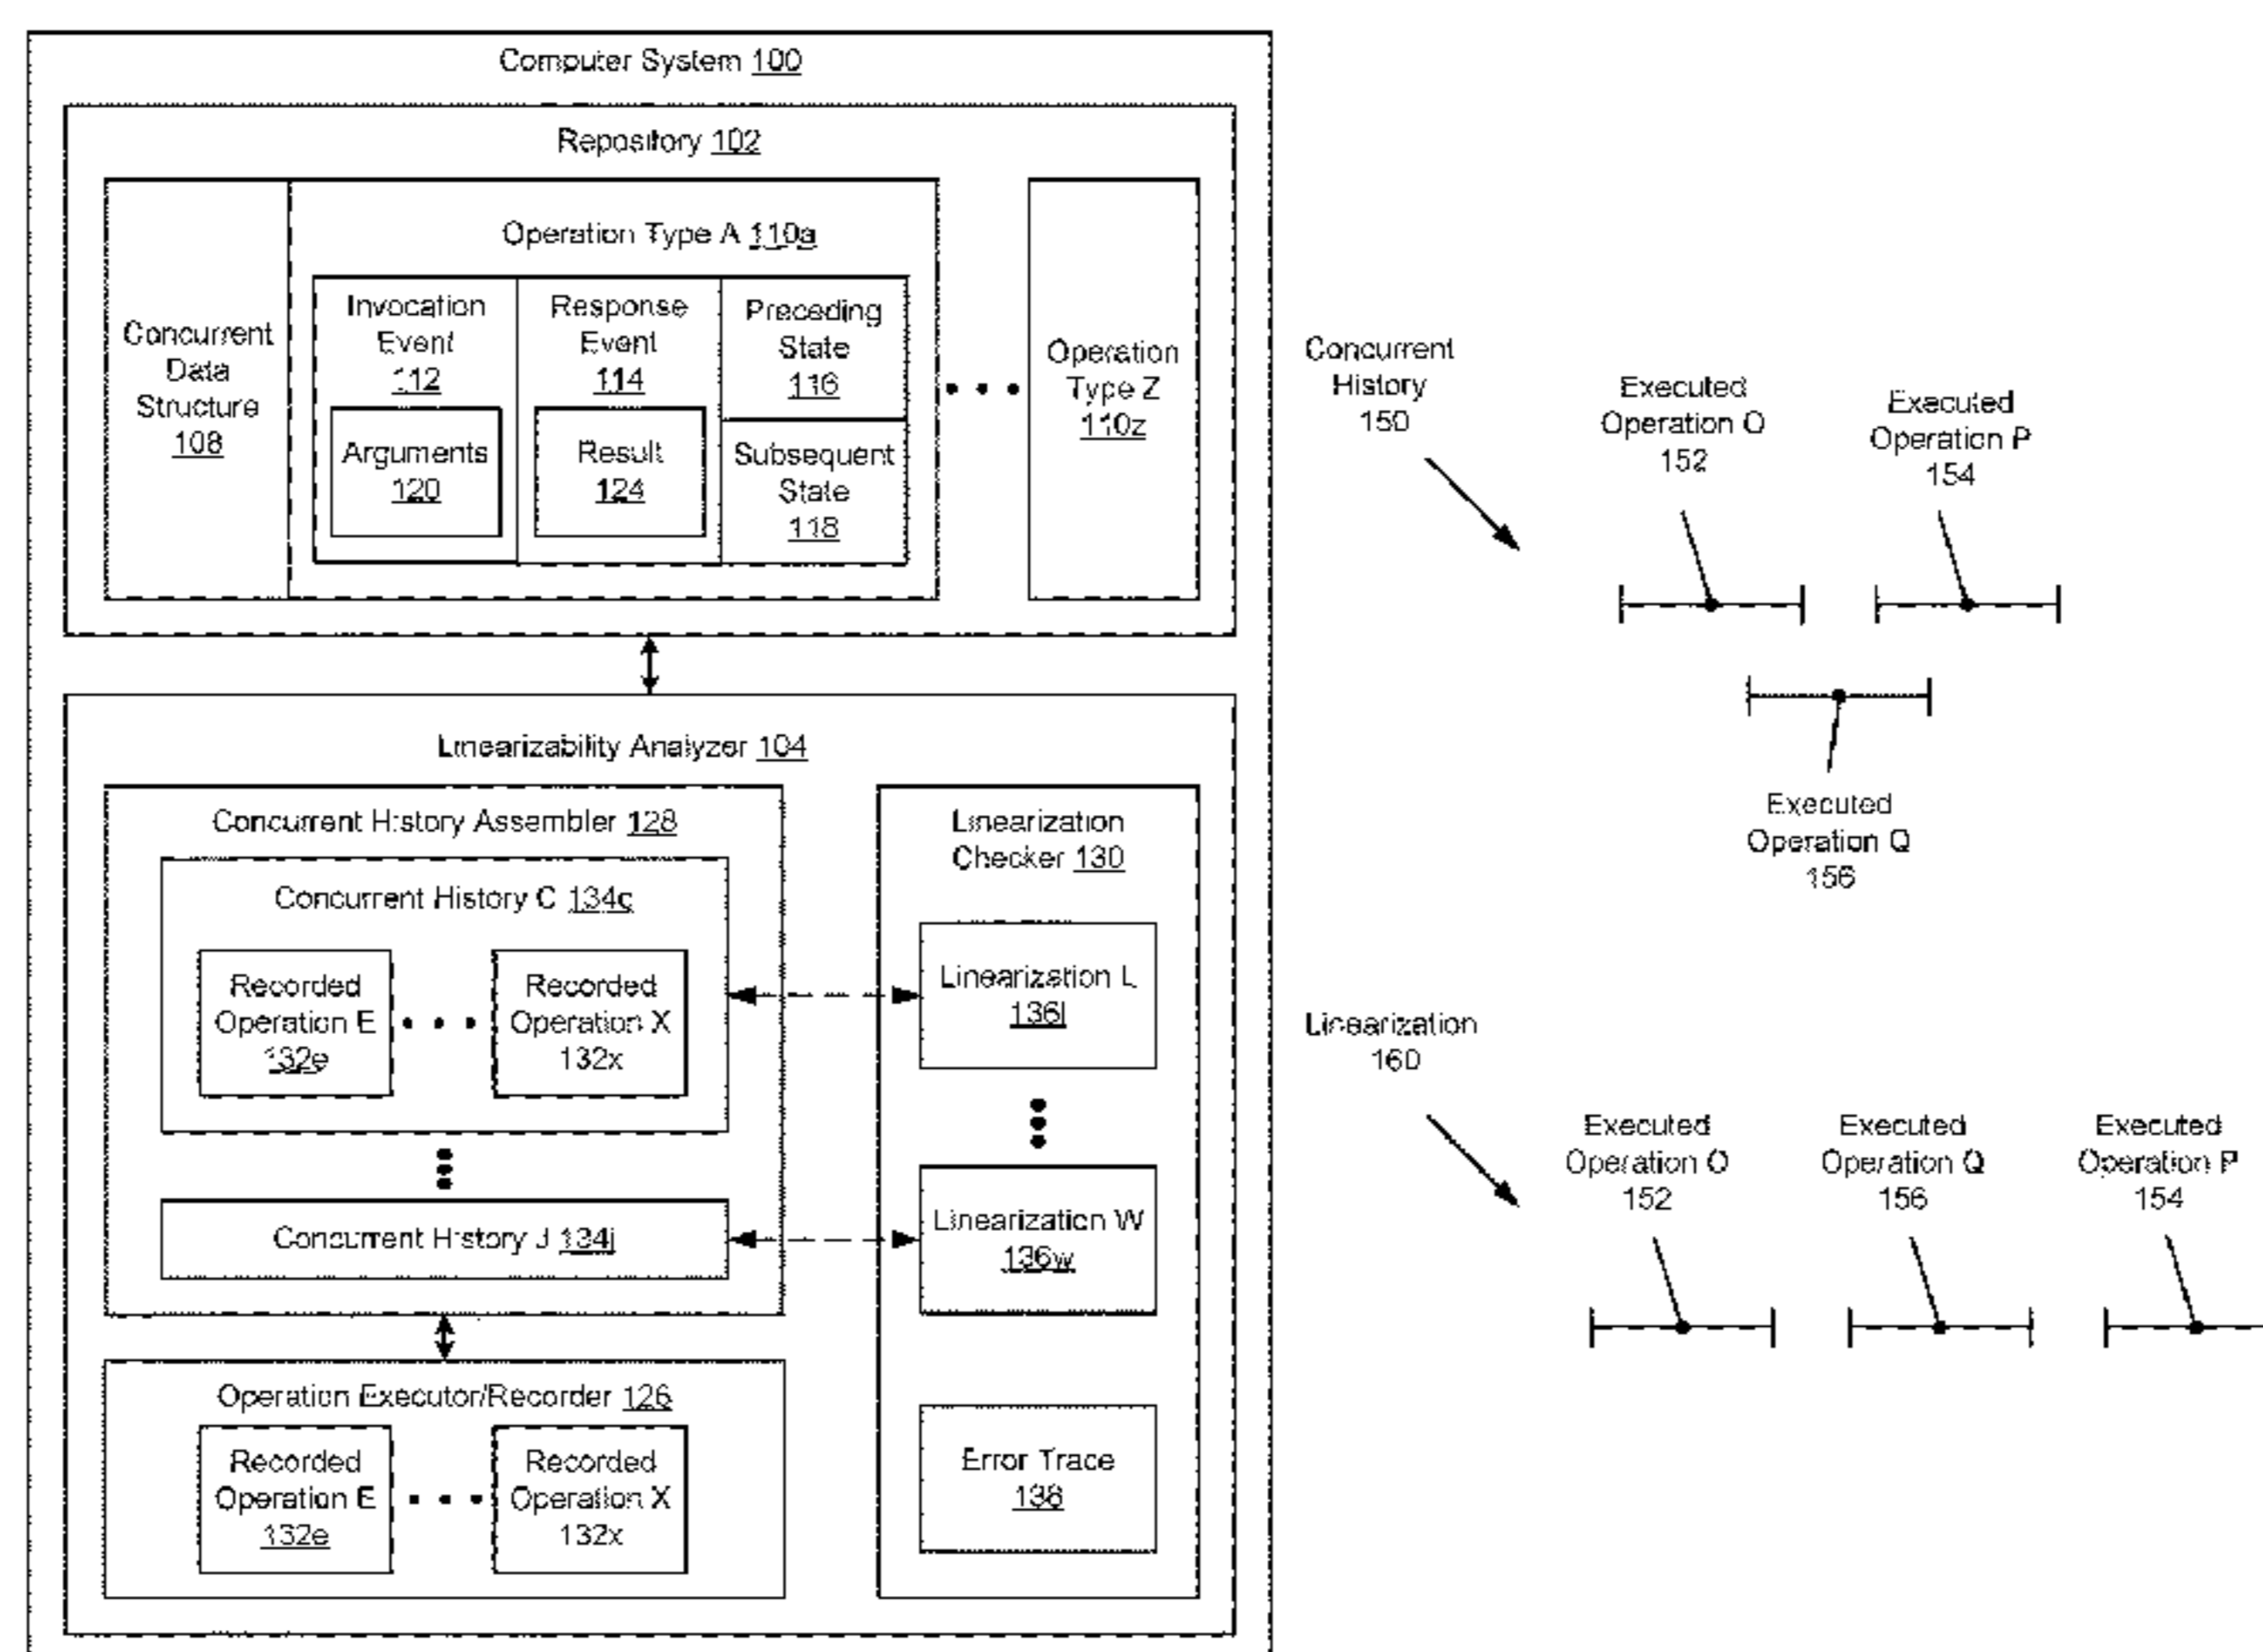 Computer System 100
Repository 102
Operation Type A 110a
Concurrent
Data
Structure
108
Invocation
Event
112
Arguments
120
Response
Event
114
Result
124
Preceding
State
116
Subsequent
State
118
Operation
Type Z
110z
Linearizability Analyzer 104
Concurrent History Assembler 128
Concurrent History C 134c
Recorded
Operation E
132e
Recorded
Operation X
132x
Concurrent History J 134j
Operation Executor/Recorder 126
Recorded
Operation E
132e
Recorded
Operation X
132x
Linearization
Checker 130
Linearization L
136l
Linearization W
136w
Error Trace
138
Concurrent
History
150
Executed
Operation O
152
Executed
Operation P
154
Executed
Operation Q
156
Linearization
160
Executed
Operation O
152
Executed
Operation Q
156
Executed
Operation P
154